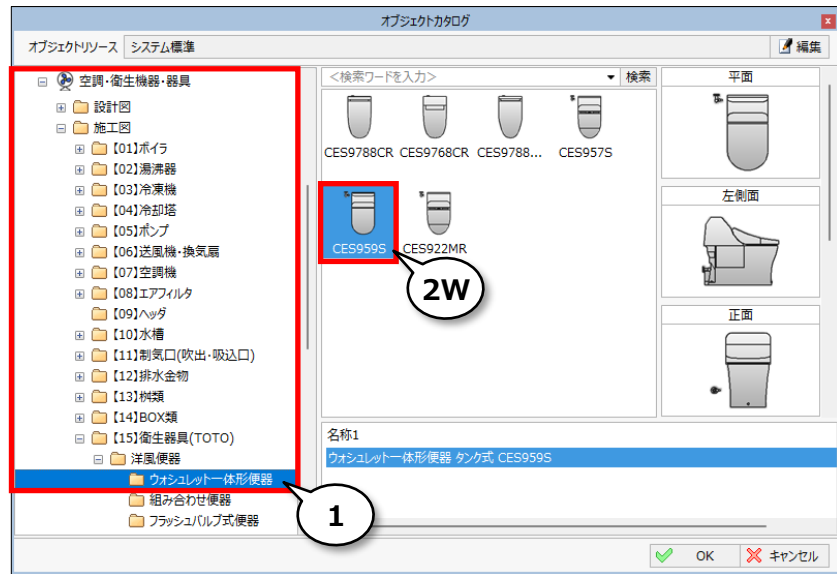 オブジェクトカタログ
オブジェクトリソース システム標準 編集
空調・衛生機器・器具
設計図
施工図
【01】ボイラ
【02】湯沸器
【03】冷凍機
【04】冷却塔
【05】ポンプ
【06】送風機・換気扇
【07】空調機
【08】エアフィルタ
【09】ヘッダ
【10】水槽
【11】制気口(吹出・吸込口)
【12】排水金物
【13】桝類
【14】BOX類
【15】衛生器具(TOTO)
洋風便器
ウォシュレット一体形便器
組み合わせ便器
フラッシュバルブ式便器
1
<検索ワードを入力> 検索
CES9788CR CES9768CR CES9788... CES957S
CES959S CES922MR
2W
名称1
ウォシュレット一体形便器 タンク式 CES959S
平面
左側面
正面
OK キャンセル